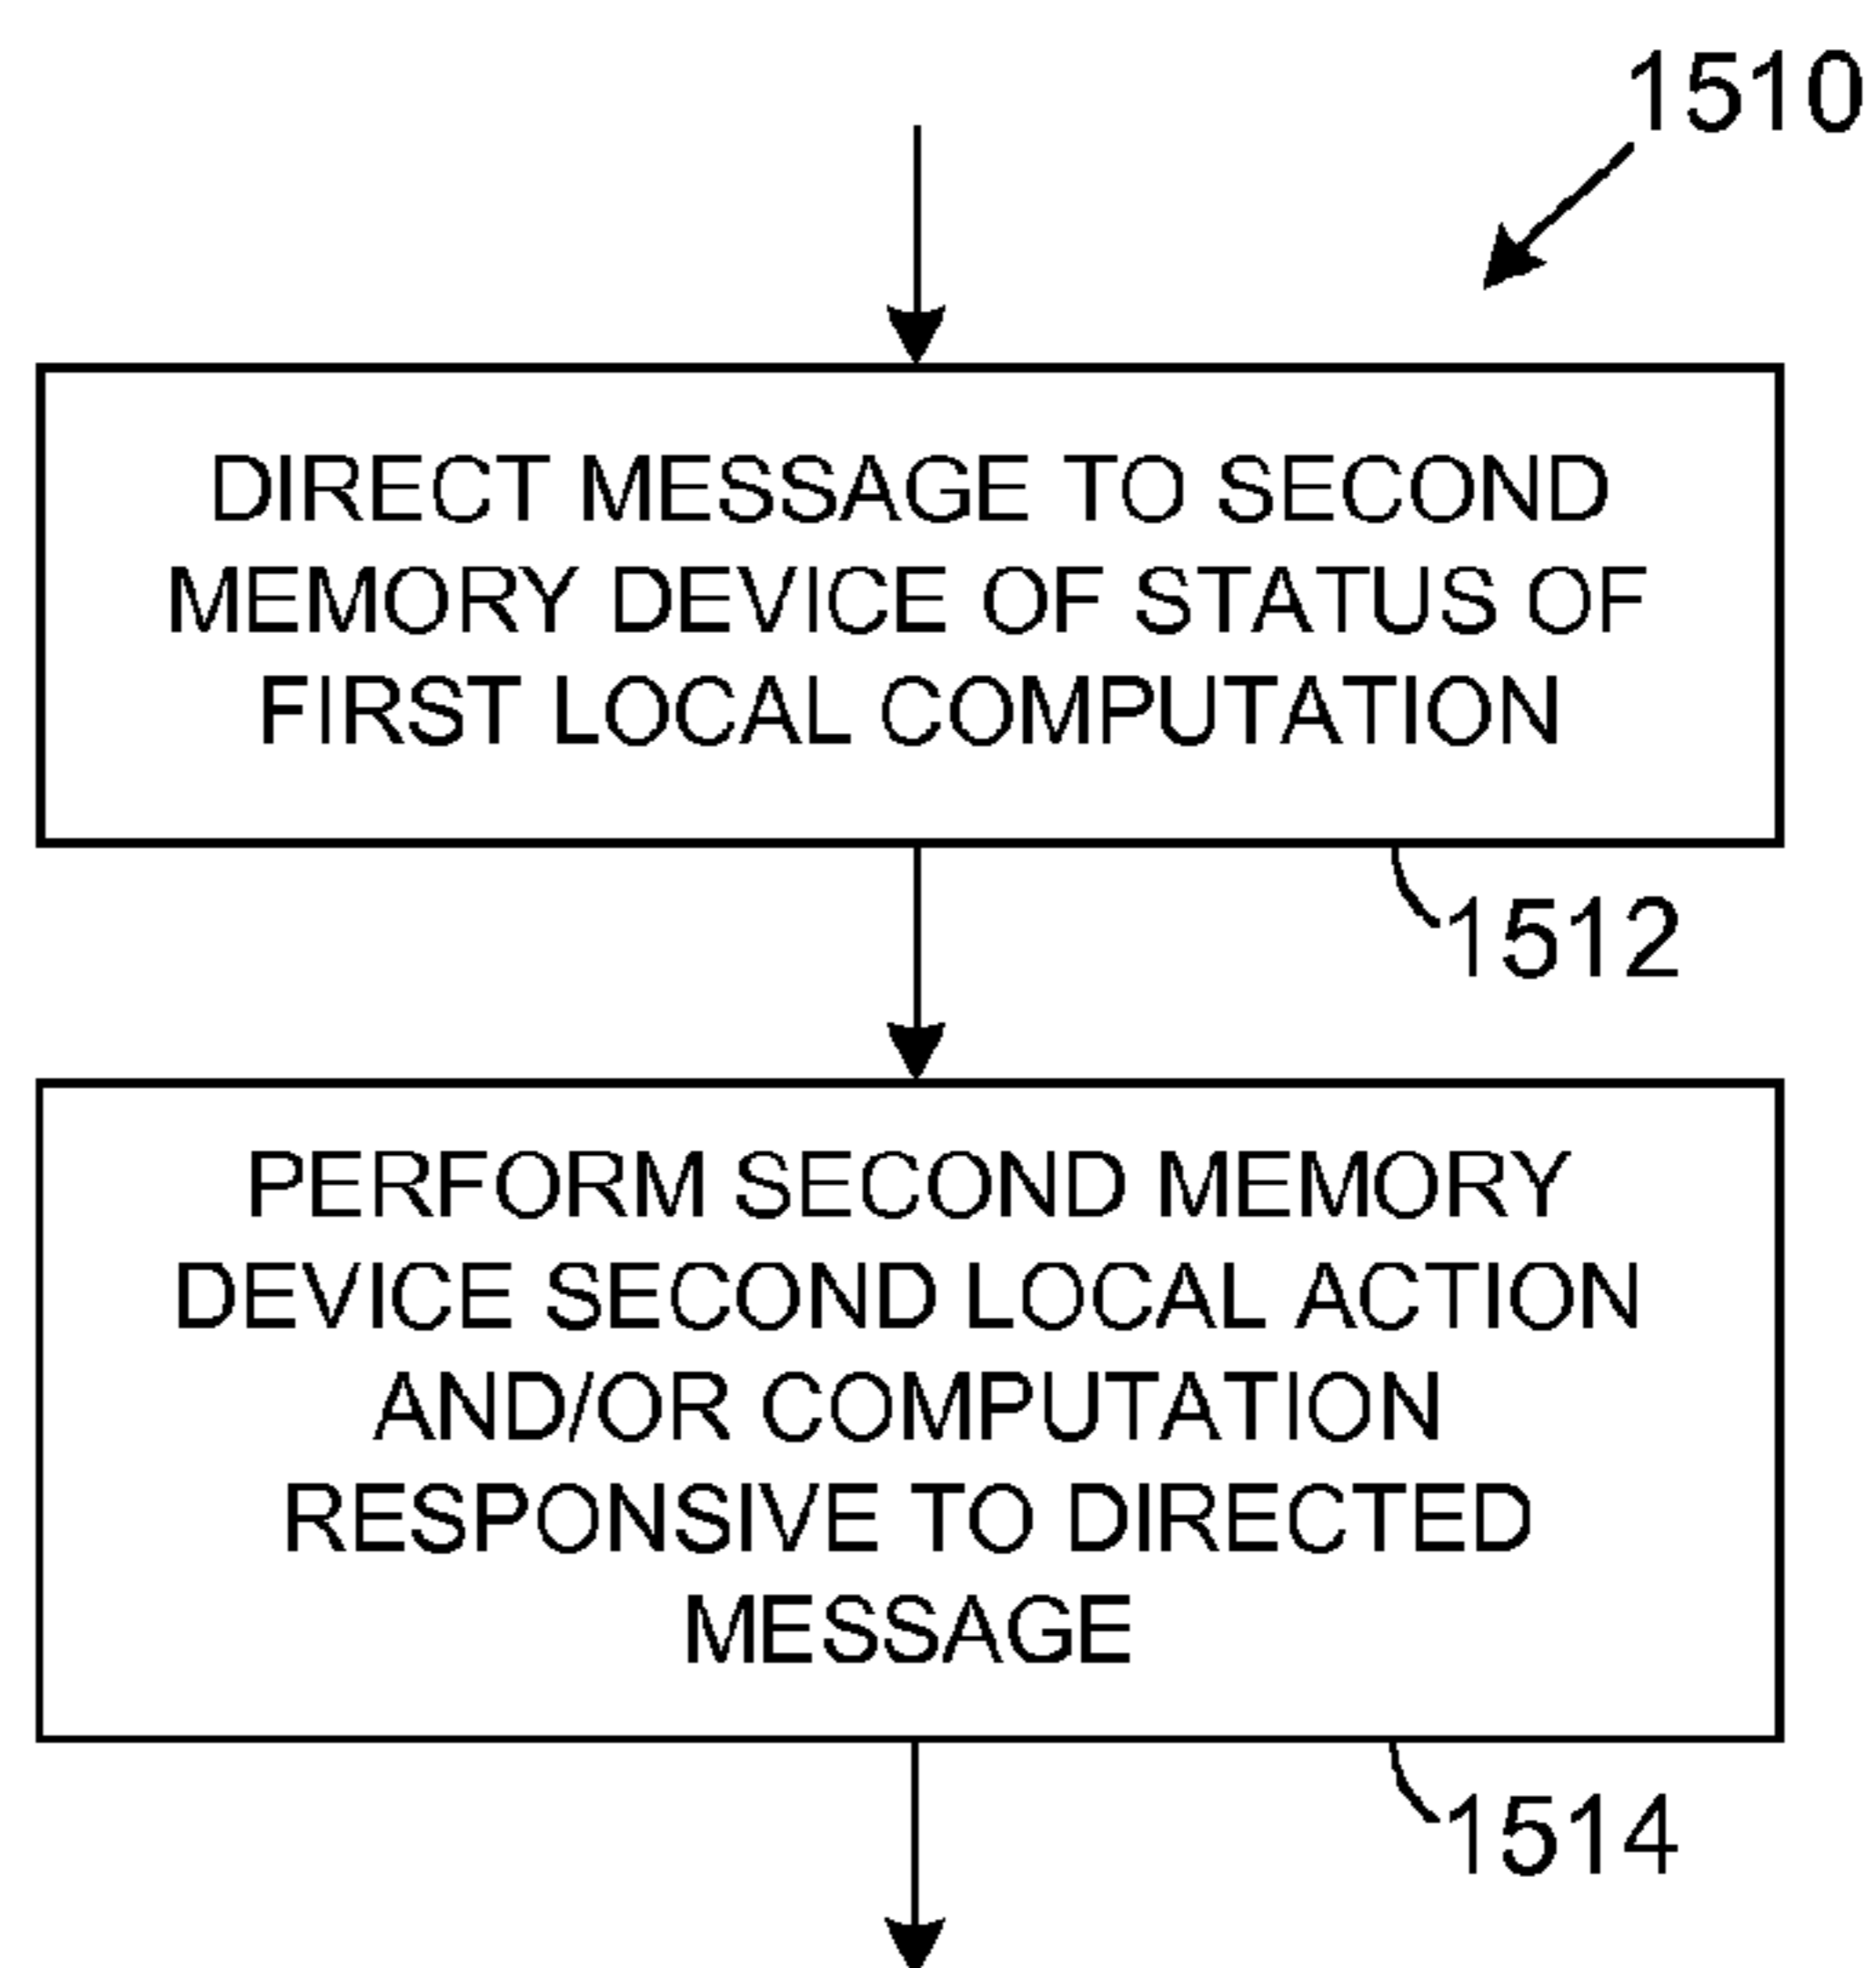 1510
DIRECT MESSAGE TO SECOND
MEMORY DEVICE OF STATUS OF
FIRST LOCAL COMPUTATION
1512
PERFORM SECOND MEMORY
DEVICE SECOND LOCAL ACTION
AND/OR COMPUTATION
RESPONSIVE TO DIRECTED
MESSAGE
1514